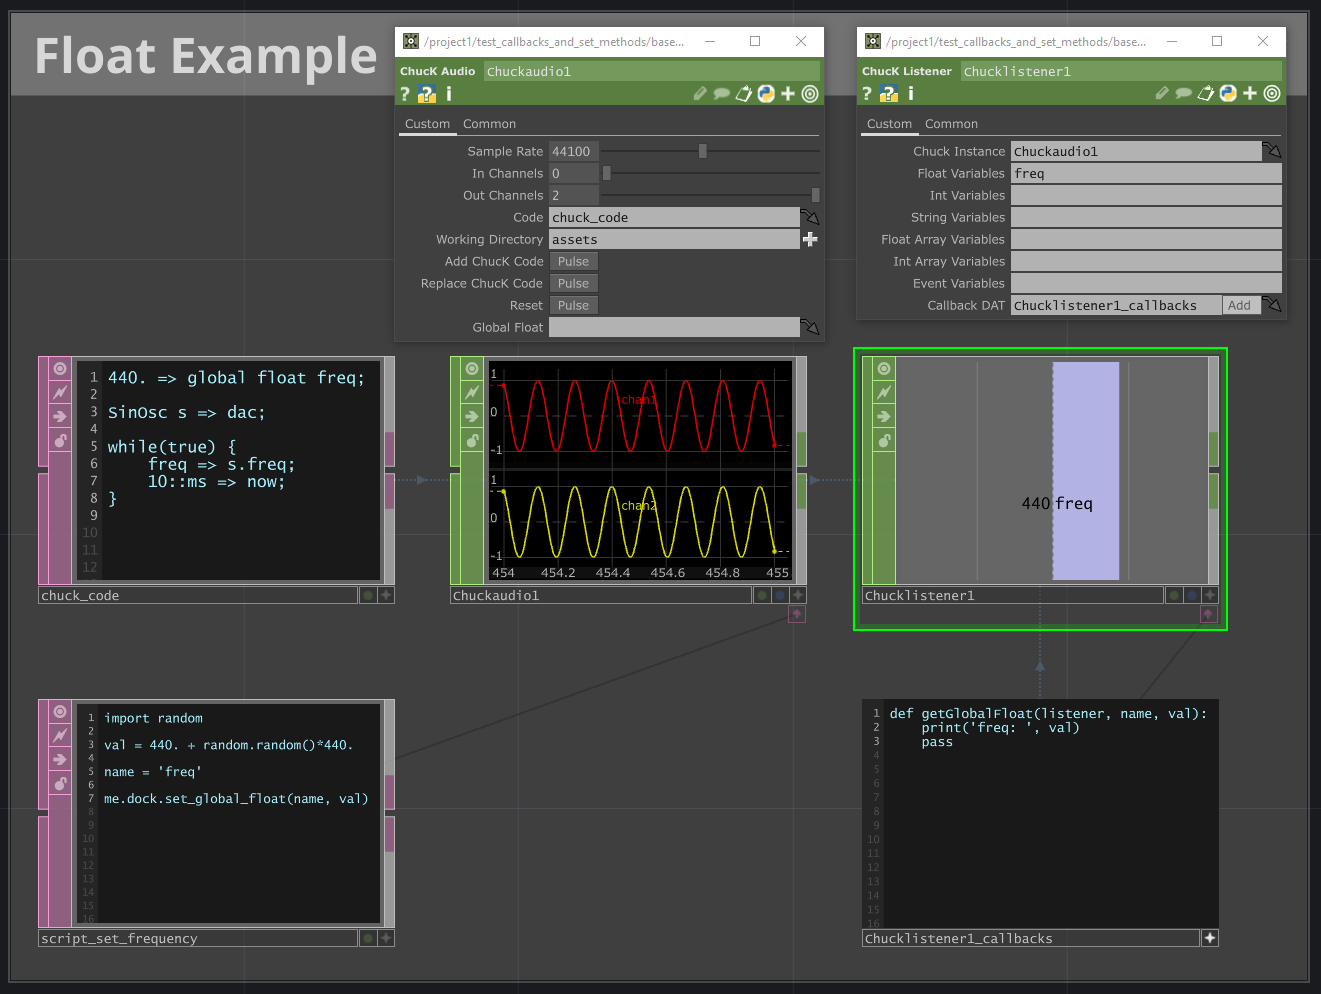 Float Example
/project1/test_callbacks_and_set_methods/base...
ChucK Audio Chuckaudio1
? ? i
Custom Common
Sample Rate 44100
In Channels 0
Out Channels 2
Code chuck_code
Working Directory assets
Add ChucK Code Pulse
Replace ChucK Code Pulse
Reset Pulse
Global Float
/project1/test_callbacks_and_set_methods/base...
ChucK Listener Chucklistener1
? ? i
Custom Common
Chuck Instance Chuckaudio1
Float Variables freq
Int Variables
String Variables
Float Array Variables
Int Array Variables
Event Variables
Callback DAT Chucklistener1_callbacks Add
1 440. => global float freq;
2
3 SinOsc s => dac;
4
5 while(true) {
6 freq => s.freq;
7 10::ms => now;
8 }
9
10
11
12
chuck_code
1
0
-1
chan1
1
0
-1
chan2
454 454.2 454.4 454.6 454.8 455
Chuckaudio1
440 freq
Chucklistener1
1 import random
2
3 val = 440. + random.random()*440.
4
5 name = 'freq'
6
7 me.dock.set_global_float(name, val)
8
9
10
11
12
13
14
15
16
script_set_frequency
1 def getGlobalFloat(listener, name, val):
2 print('freq: ', val)
3 pass
4
5
6
7
8
9
10
11
12
13
14
15
16
Chucklistener1_callbacks